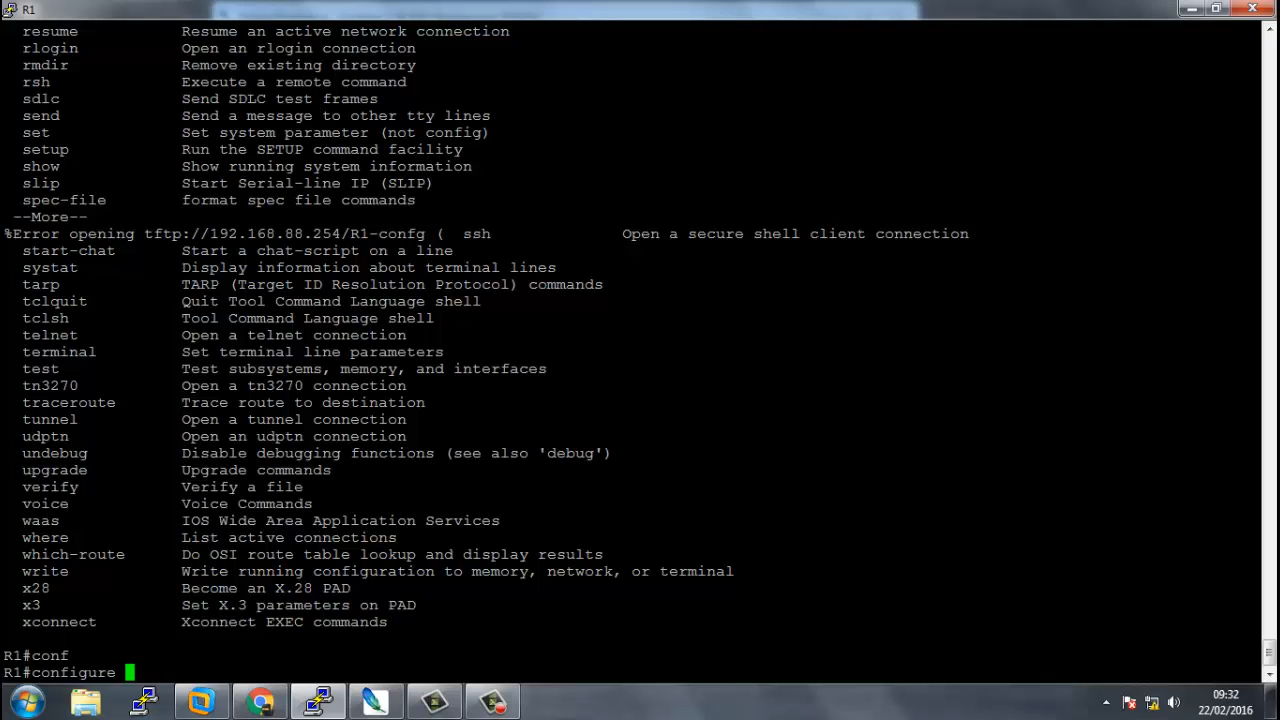 R1
resume Resume an active network connection
rlogin Open an rlogin connection
rmdir Remove existing directory
rsh Execute a remote command
sdlc Send SDLC test frames
send Send a message to other tty lines
set Set system parameter (not config)
setup Run the SETUP command facility
show Show running system information
slip Start Serial-line IP (SLIP)
spec-file format spec file commands
--More--
%Error opening tftp://192.168.88.254/R1-confg ( ssh Open a secure shell client connection
start-chat Start a chat-script on a line
systat Display information about terminal lines
tarp TARP (Target ID Resolution Protocol) commands
tclquit Quit Tool Command Language shell
tclsh Tool Command Language shell
telnet Open a telnet connection
terminal Set terminal line parameters
test Test subsystems, memory, and interfaces
tn3270 Open a tn3270 connection
traceroute Trace route to destination
tunnel Open a tunnel connection
udptn Open an udptn connection
undebug Disable debugging functions (see also 'debug')
upgrade Upgrade commands
verify Verify a file
voice Voice Commands
waas IOS Wide Area Application Services
where List active connections
which-route Do OSI route table lookup and display results
write Write running configuration to memory, network, or terminal
x28 Become an X.28 PAD
x3 Set X.3 parameters on PAD
xconnect Xconnect EXEC commands
R1#conf
R1#configure
09:32
22/02/2016